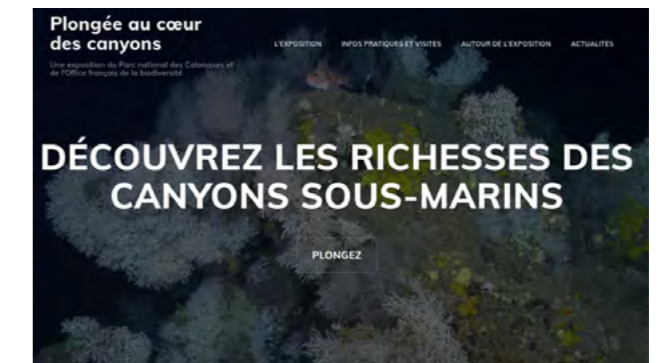 Plongée au cœur
des canyons
Une exposition du Parc national des Calanques et
de l'Office français de la biodiversité
L'EXPOSITION INFOS PRATIQUES ET VISITES AUTOUR DE L'EXPOSITION ACTUALITÉS
DÉCOUVREZ LES RICHESSES DES
CANYONS SOUS-MARINS
PLONGEZ